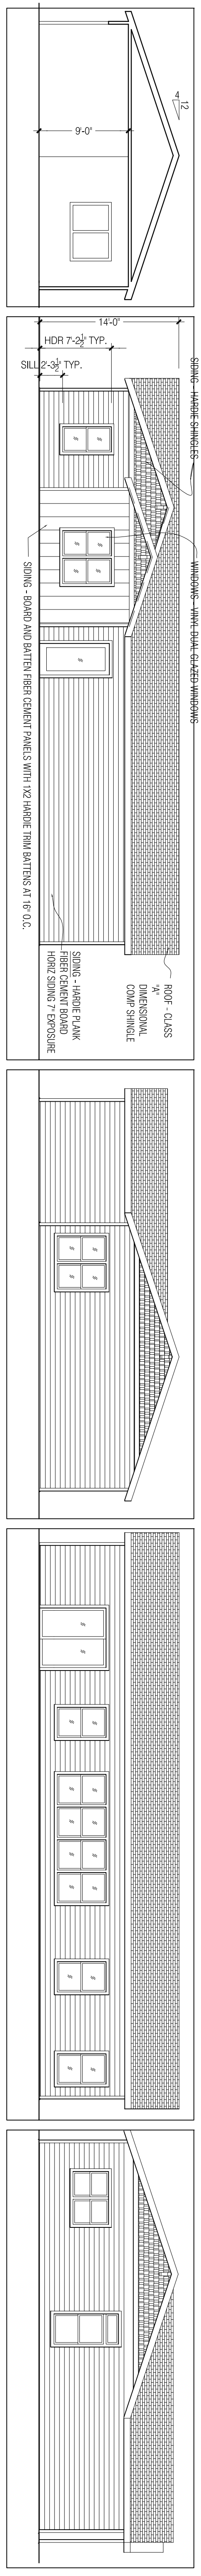 4
12
9'-0"
14'-0"
HDR 7'-2½" TYP.
SILL 2'-3½" TYP.
SIDING - HARDIE SHINGLES
WINDOWS - VINYL DUAL GLAZED WINDOWS
SIDING - BOARD AND BATTEN FIBER CEMENT PANELS WITH 1X2 HARDIE TRIM BATTENS AT 16" O.C.
ROOF - CLASS
"A"
DIMENSIONAL
COMP SHINGLE
SIDING - HARDIE PLANK
FIBER CEMENT BOARD
HORIZ SIDING 7" EXPOSURE